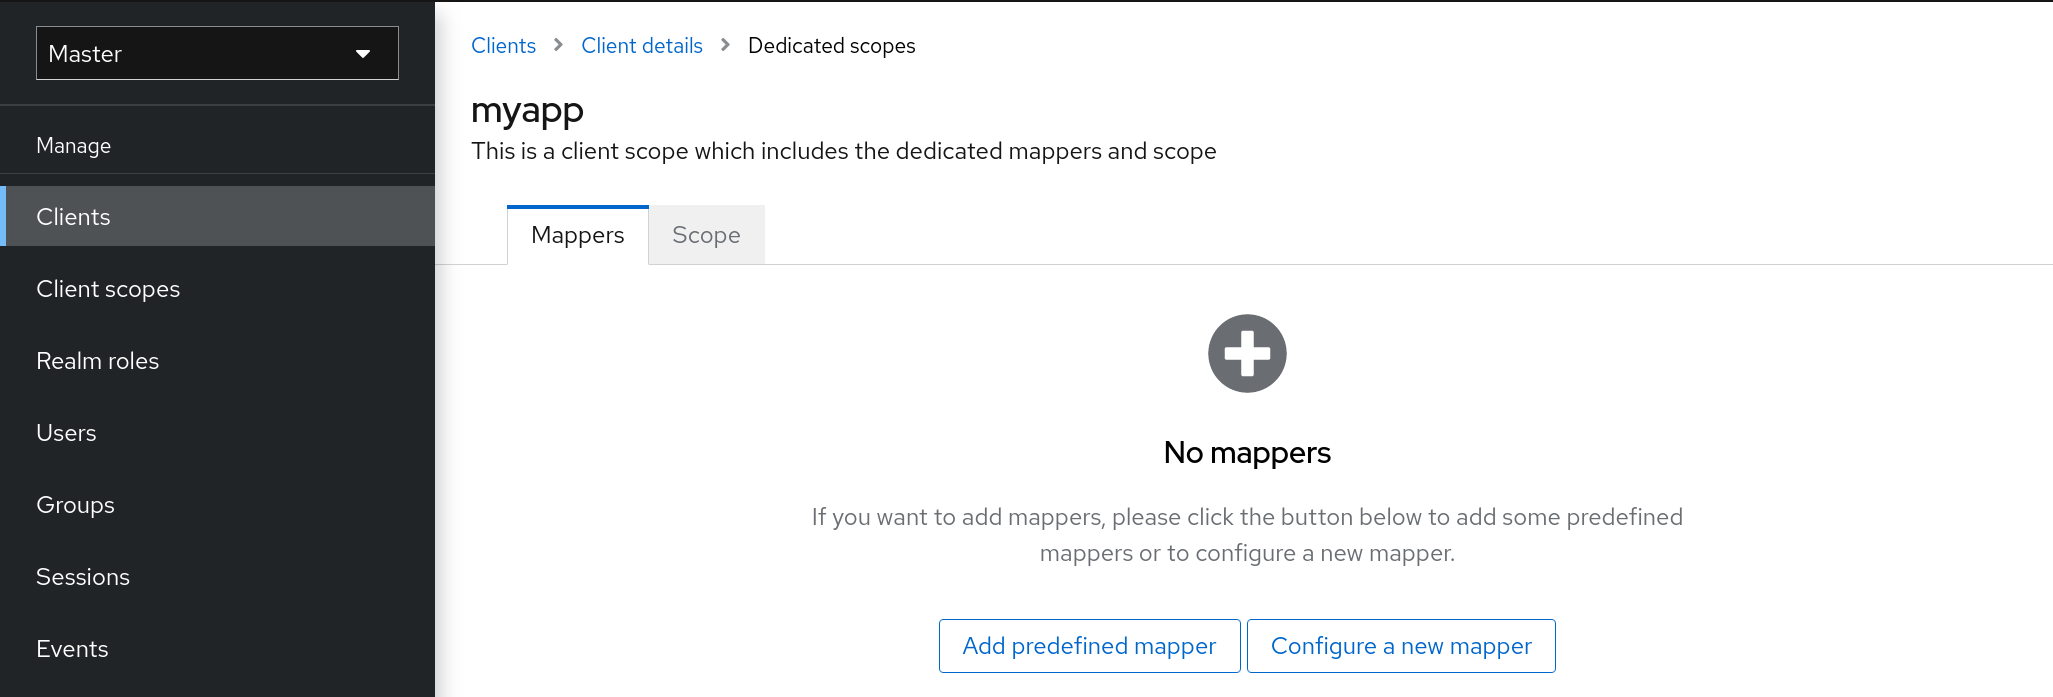 Master
Manage
Clients
Client scopes
Realm roles
Users
Groups
Sessions
Events
Clients > Client details > Dedicated scopes
myapp
This is a client scope which includes the dedicated mappers and scope
Mappers Scope
No mappers
If you want to add mappers, please click the button below to add some predefined
mappers or to configure a new mapper.
Add predefined mapper Configure a new mapper